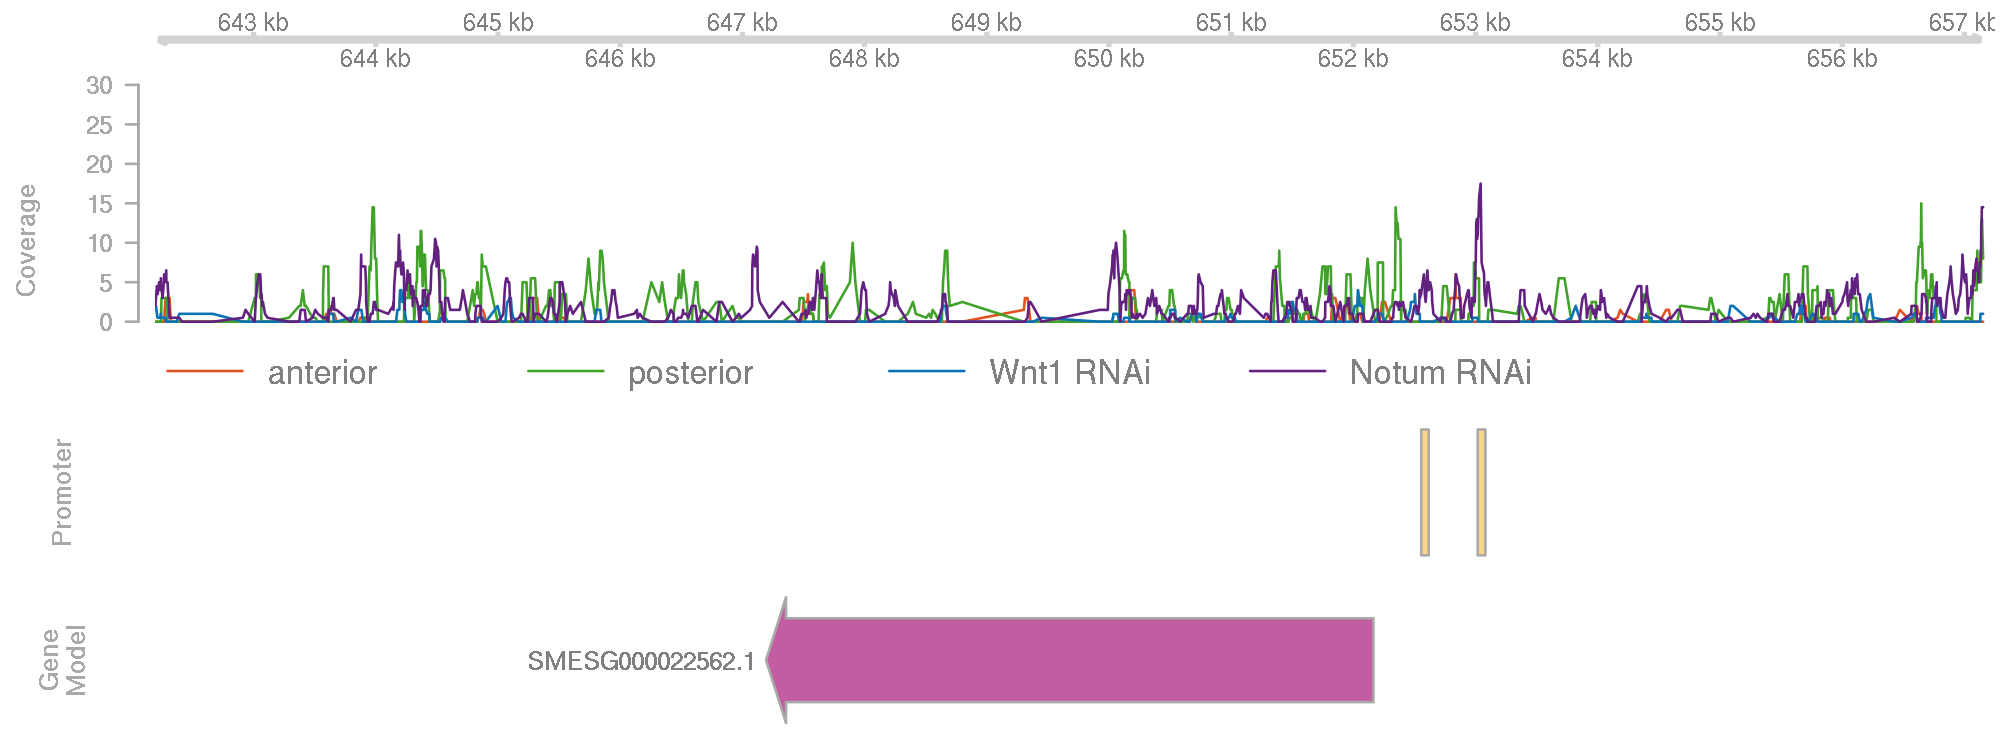 643 kb 645 kb 647 kb 649 kb 651 kb 653 kb 655 kb 657 kb
644 kb 646 kb 648 kb 650 kb 652 kb 654 kb 656 kb
30
25
20
15
10
5
0
Coverage
anterior posterior Wnt1 RNAi Notum RNAi
Promoter
Gene
Model
SMESG000022562.1